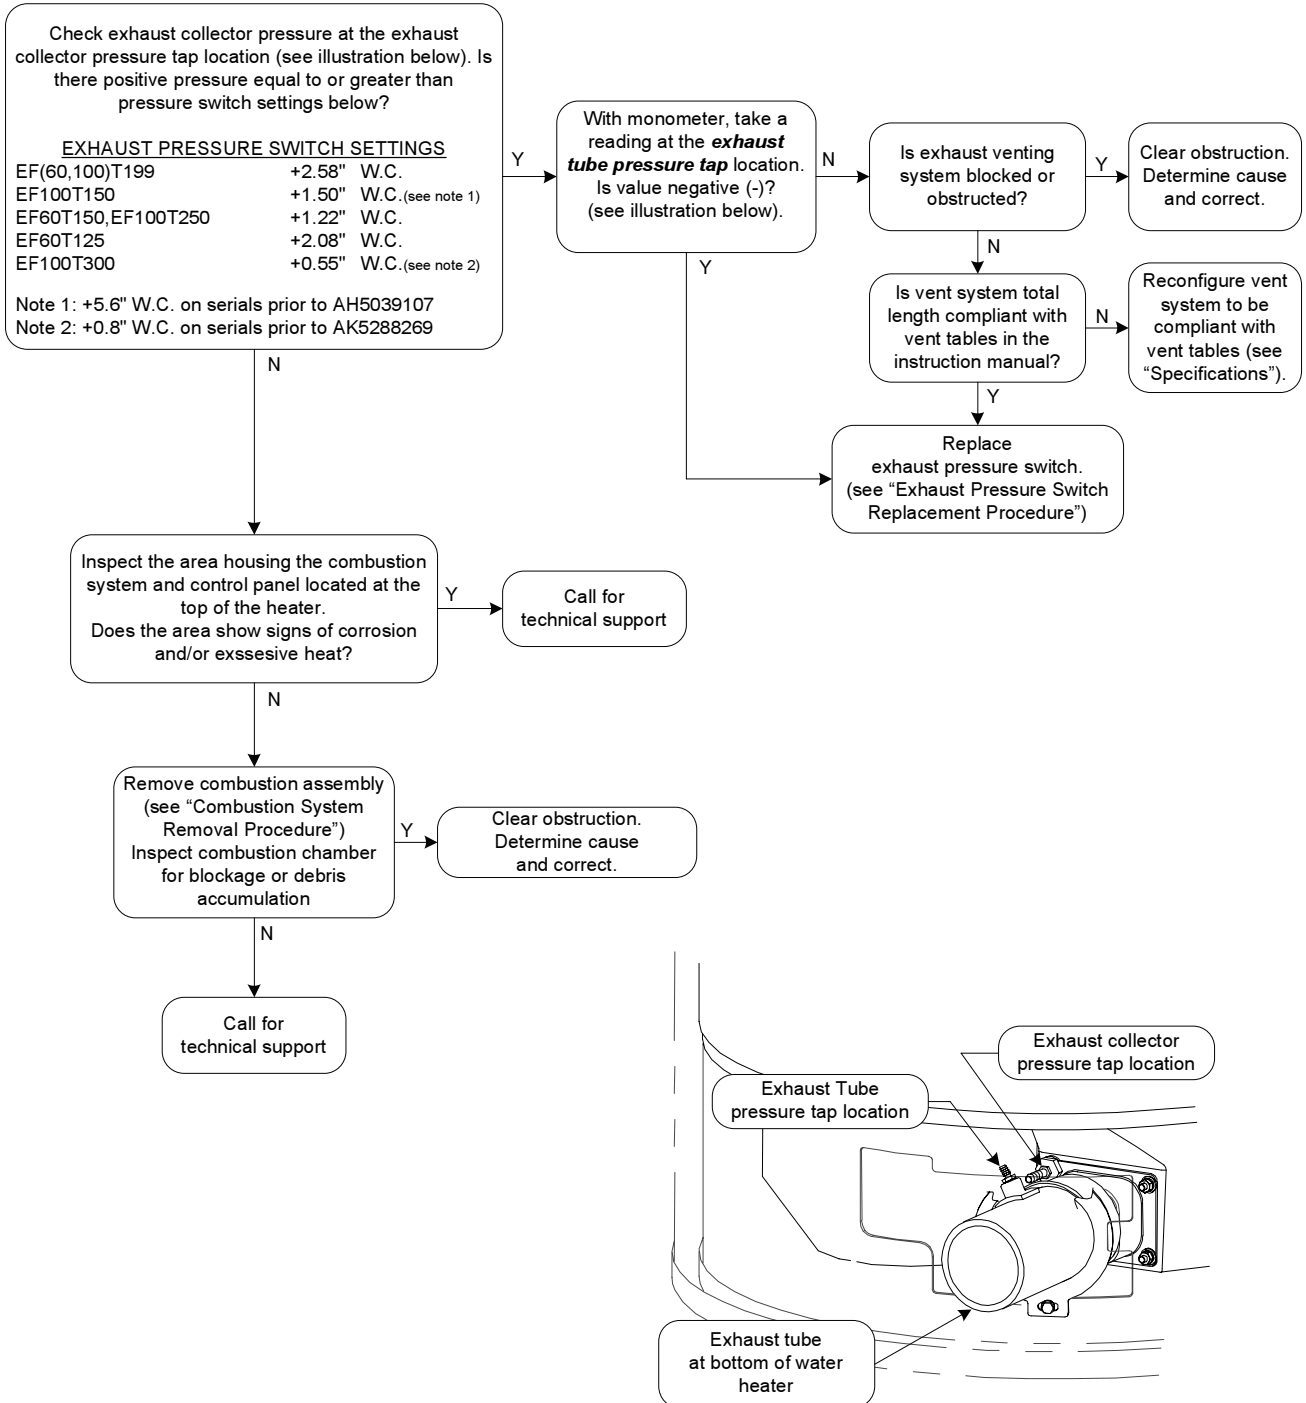 Check exhaust collector pressure at the exhaust
collector pressure tap location (see illustration below). Is
there positive pressure equal to or greater than
pressure switch settings below?
EXHAUST PRESSURE SWITCH SETTINGS
EF(60,100)T199 +2.58" W.C.
EF100T150 +1.50" W.C.(see note 1)
EF60T150,EF100T250 +1.22" W.C.
EF60T125 +2.08" W.C.
EF100T300 +0.55" W.C.(see note 2)
Note 1: +5.6" W.C. on serials prior to AH5039107
Note 2: +0.8" W.C. on serials prior to AK5288269
Y
With monometer, take a
reading at the exhaust
tube pressure tap location.
Is value negative (-)?
(see illustration below).
N
Is exhaust venting
system blocked or
obstructed?
Y
Clear obstruction.
Determine cause
and correct.
N
Is vent system total
length compliant with
vent tables in the
instruction manual?
N
Reconfigure vent
system to be
compliant with
vent tables (see
“Specifications”).
Y
Y
Replace
exhaust pressure switch.
(see “Exhaust Pressure Switch
Replacement Procedure”)
N
Inspect the area housing the combustion
system and control panel located at the
top of the heater.
Does the area show signs of corrosion
and/or exssesive heat?
Y
Call for
technical support
N
Remove combustion assembly
(see “Combustion System
Removal Procedure”)
Inspect combustion chamber
for blockage or debris
accumulation
Y
Clear obstruction.
Determine cause
and correct.
N
Call for
technical support
Exhaust collector
pressure tap location
Exhaust Tube
pressure tap location
Exhaust tube
at bottom of water
heater